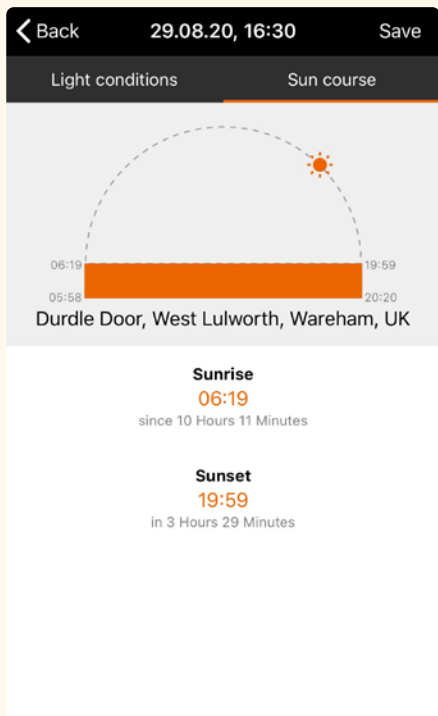 Back 29.08.20, 16:30 Save
Light conditions Sun course
06:19 19:59
05:58 20:20
Durdle Door, West Lulworth, Wareham, UK
Sunrise
06:19
since 10 Hours 11 Minutes
Sunset
19:59
in 3 Hours 29 Minutes